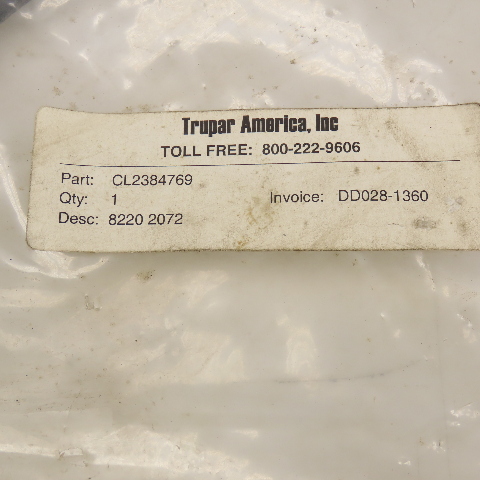 Trupar America, Inc
TOLL FREE: 800-222-9606
Part: CL2384769
Qty: 1 Invoice: DD028-1360
Desc: 8220 2072